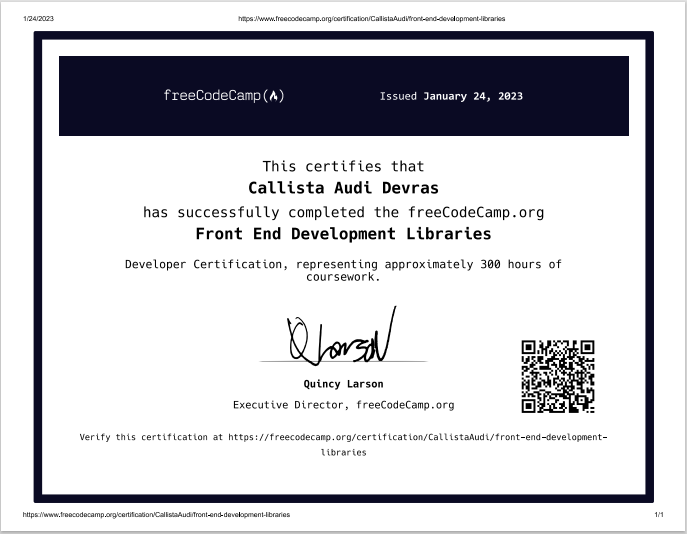 1/24/2023
https://www.freecodecamp.org/certification/CallistaAudi/front-end-development-libraries
freeCodeCamp(🔥)
Issued January 24, 2023
This certifies that
Callista Audi Devras
has successfully completed the freeCodeCamp.org
Front End Development Libraries
Developer Certification, representing approximately 300 hours of
coursework.
Q Larson
Quincy Larson
Executive Director, freeCodeCamp.org
Verify this certification at https://freecodecamp.org/certification/CallistaAudi/front-end-development-
libraries
https://www.freecodecamp.org/certification/CallistaAudi/front-end-development-libraries
1/1